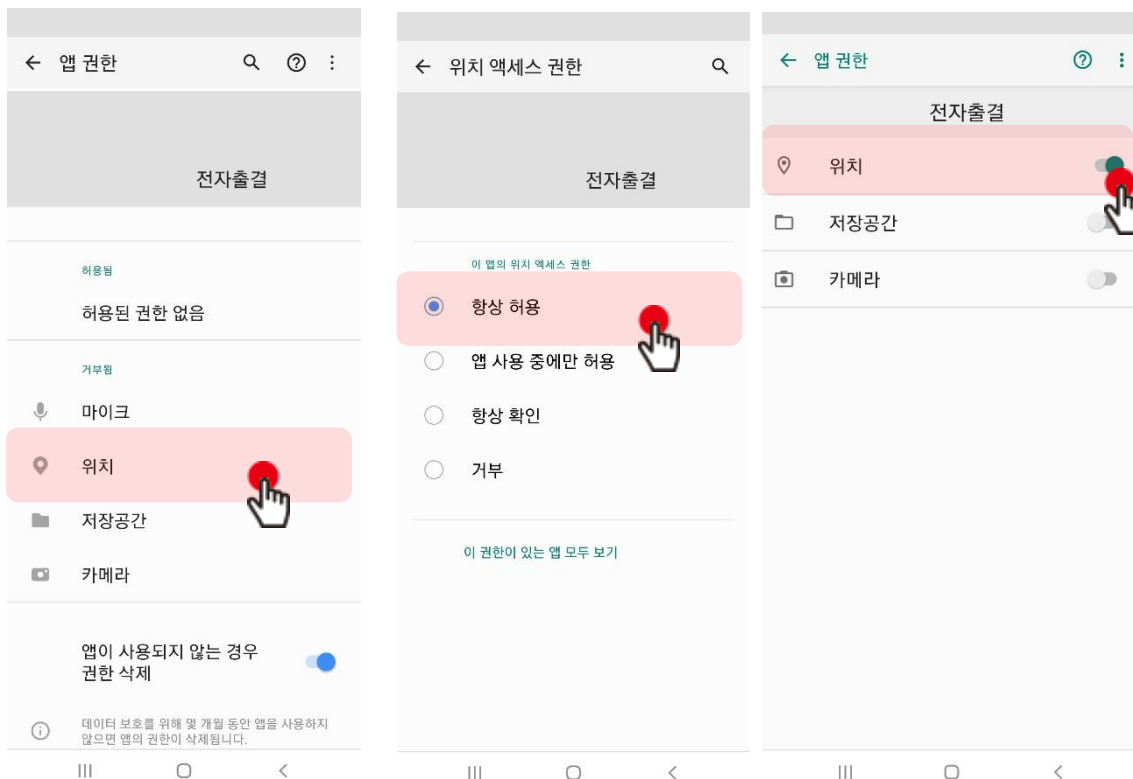 앱 권한
전자출결
허용됨
허용된 권한 없음
거부됨
마이크
위치
저장공간
카메라
앱이 사용되지 않는 경우
권한 삭제
데이터 보호를 위해 몇 개월 동안 앱을 사용하지
않으면 앱의 권한이 삭제됩니다.
위치 액세스 권한
전자출결
이 앱의 위치 액세스 권한
항상 허용
앱 사용 중에만 허용
항상 확인
거부
이 권한이 있는 앱 모두 보기
앱 권한
전자출결
위치
저장공간
카메라